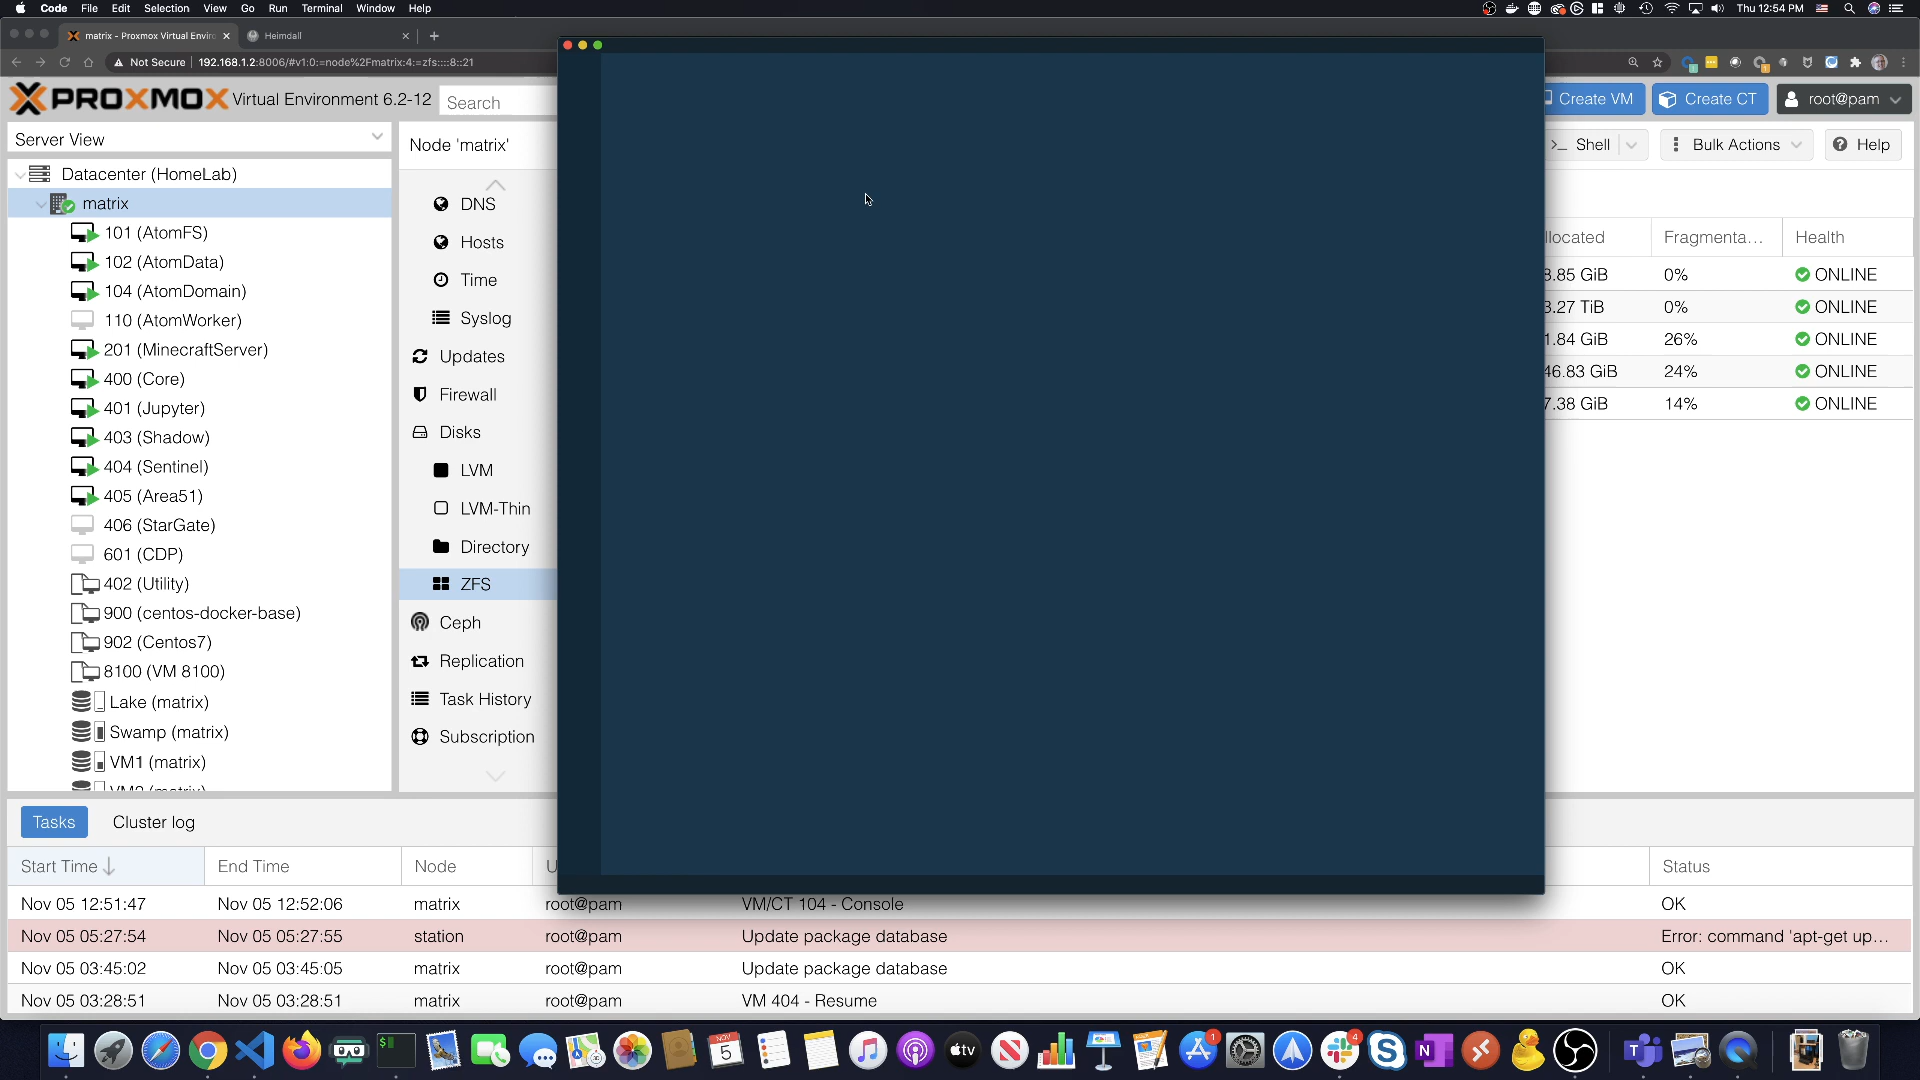 Code File Edit Selection View Go Run Terminal Window Help
Thu 12:54 PM
matrix - Proxmox Virtual Enviro
Heimdall
Not Secure 192.168.1.2:8006/#v1:0:=node%2Fmatrix:4:=zfs::::8::21
PROXMOX Virtual Environment 6.2-12
Search
Create VM
Create CT
root@pam
Server View
Node 'matrix'
Shell
Bulk Actions
Help
Datacenter (HomeLab)
matrix
101 (AtomFS)
102 (AtomData)
104 (AtomDomain)
110 (AtomWorker)
201 (MinecraftServer)
400 (Core)
401 (Jupyter)
403 (Shadow)
404 (Sentinel)
405 (Area51)
406 (StarGate)
601 (CDP)
402 (Utility)
900 (centos-docker-base)
902 (Centos7)
8100 (VM 8100)
Lake (matrix)
Swamp (matrix)
VM1 (matrix)
DNS
Hosts
Time
Syslog
Updates
Firewall
Disks
LVM
LVM-Thin
Directory
ZFS
Ceph
Replication
Task History
Subscription
llocated Fragmenta... Health
8.85 GiB 0% ONLINE
3.27 TiB 0% ONLINE
1.84 GiB 26% ONLINE
46.83 GiB 24% ONLINE
7.38 GiB 14% ONLINE
Tasks
Cluster log
Start Time End Time Node U Status
Nov 05 12:51:47 Nov 05 12:52:06 matrix root@pam VM/CT 104 - Console OK
Nov 05 05:27:54 Nov 05 05:27:55 station root@pam Update package database Error: command 'apt-get up...
Nov 05 03:45:02 Nov 05 03:45:05 matrix root@pam Update package database OK
Nov 05 03:28:51 Nov 05 03:28:51 matrix root@pam VM 404 - Resume OK
NOV
5
tv
1
4
S
N
T